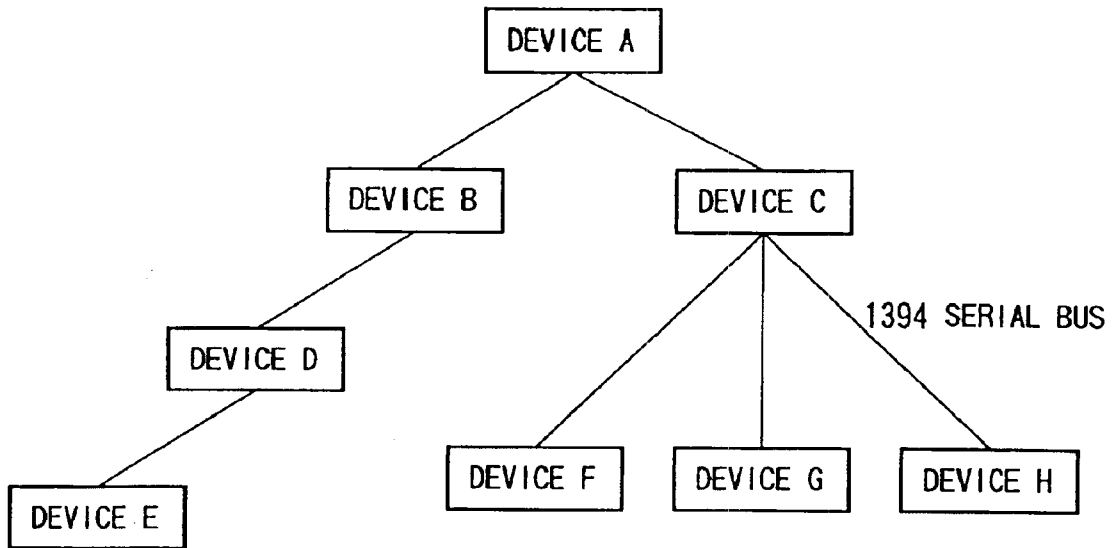 DEVICE A
DEVICE B
DEVICE C
1394 SERIAL BUS
DEVICE D
DEVICE F
DEVICE G
DEVICE H
DEVICE E